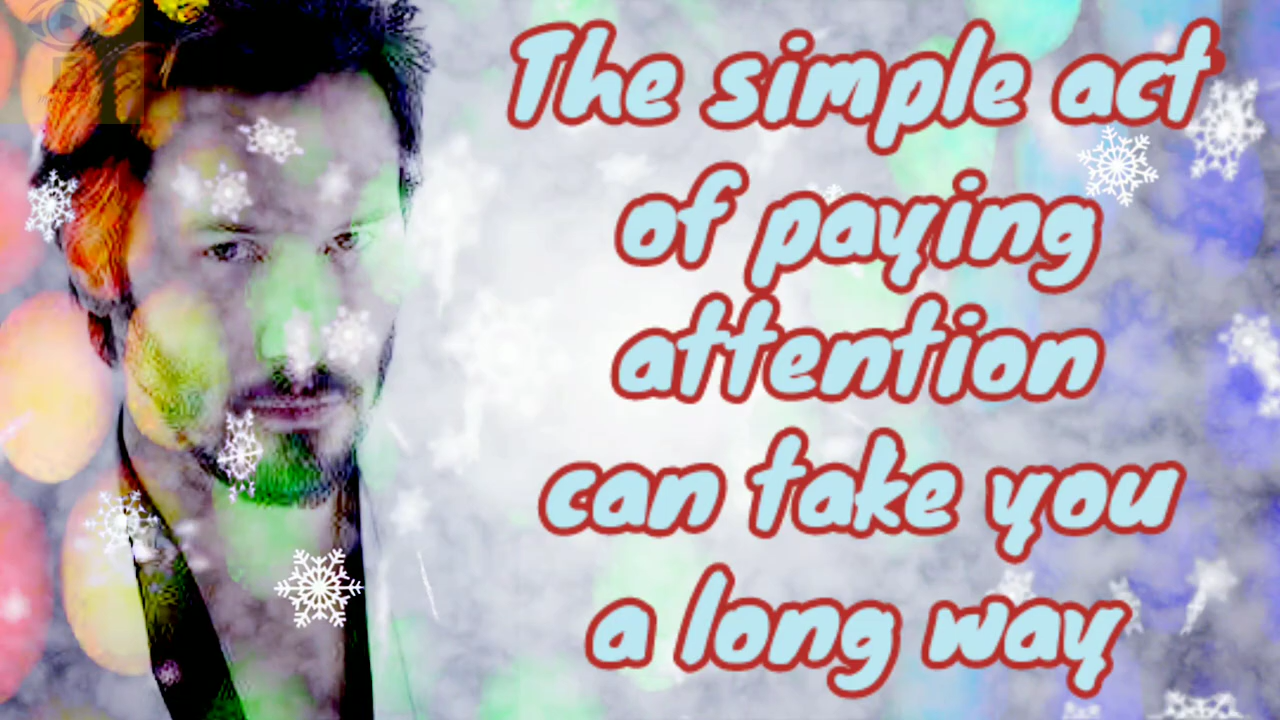 The simple act
of paying
attention
can take you
a long way